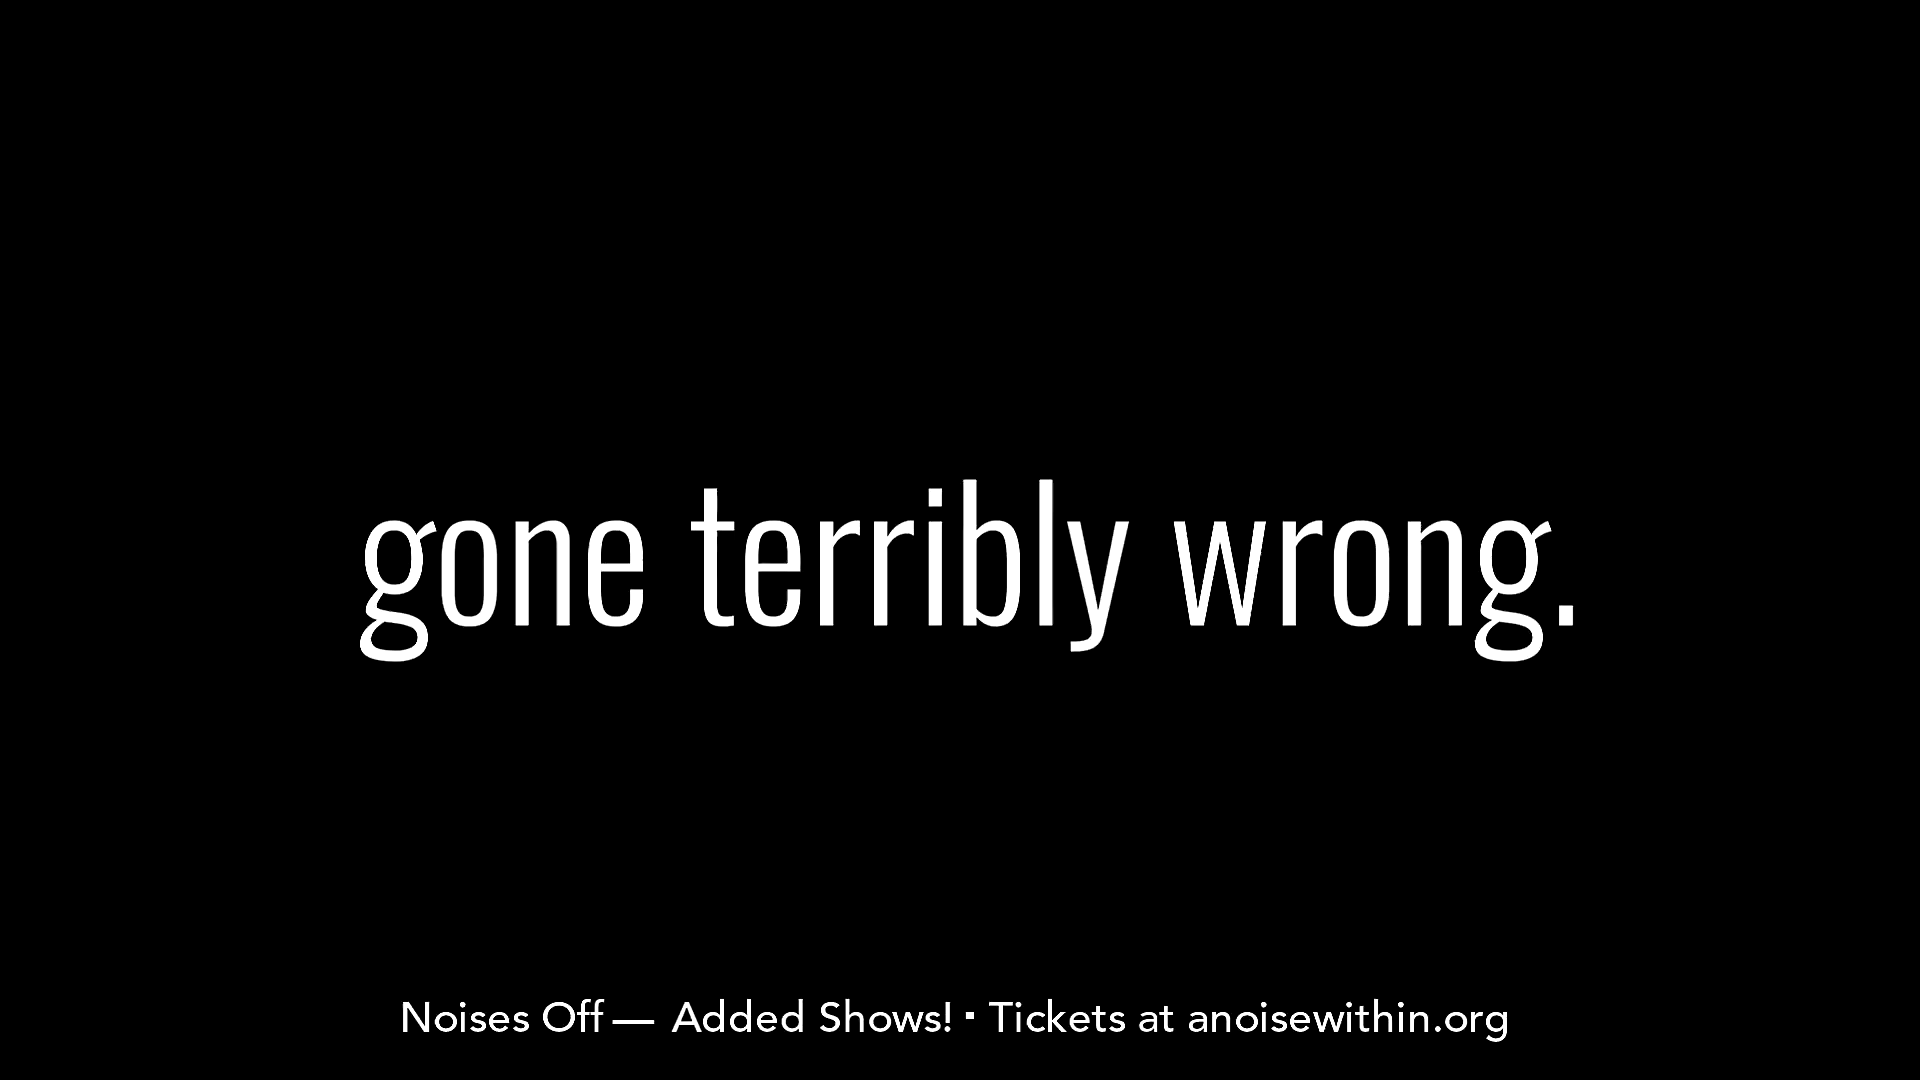 gone terribly wrong.
Noises Off — Added Shows! ▪ Tickets at anoisewithin.org